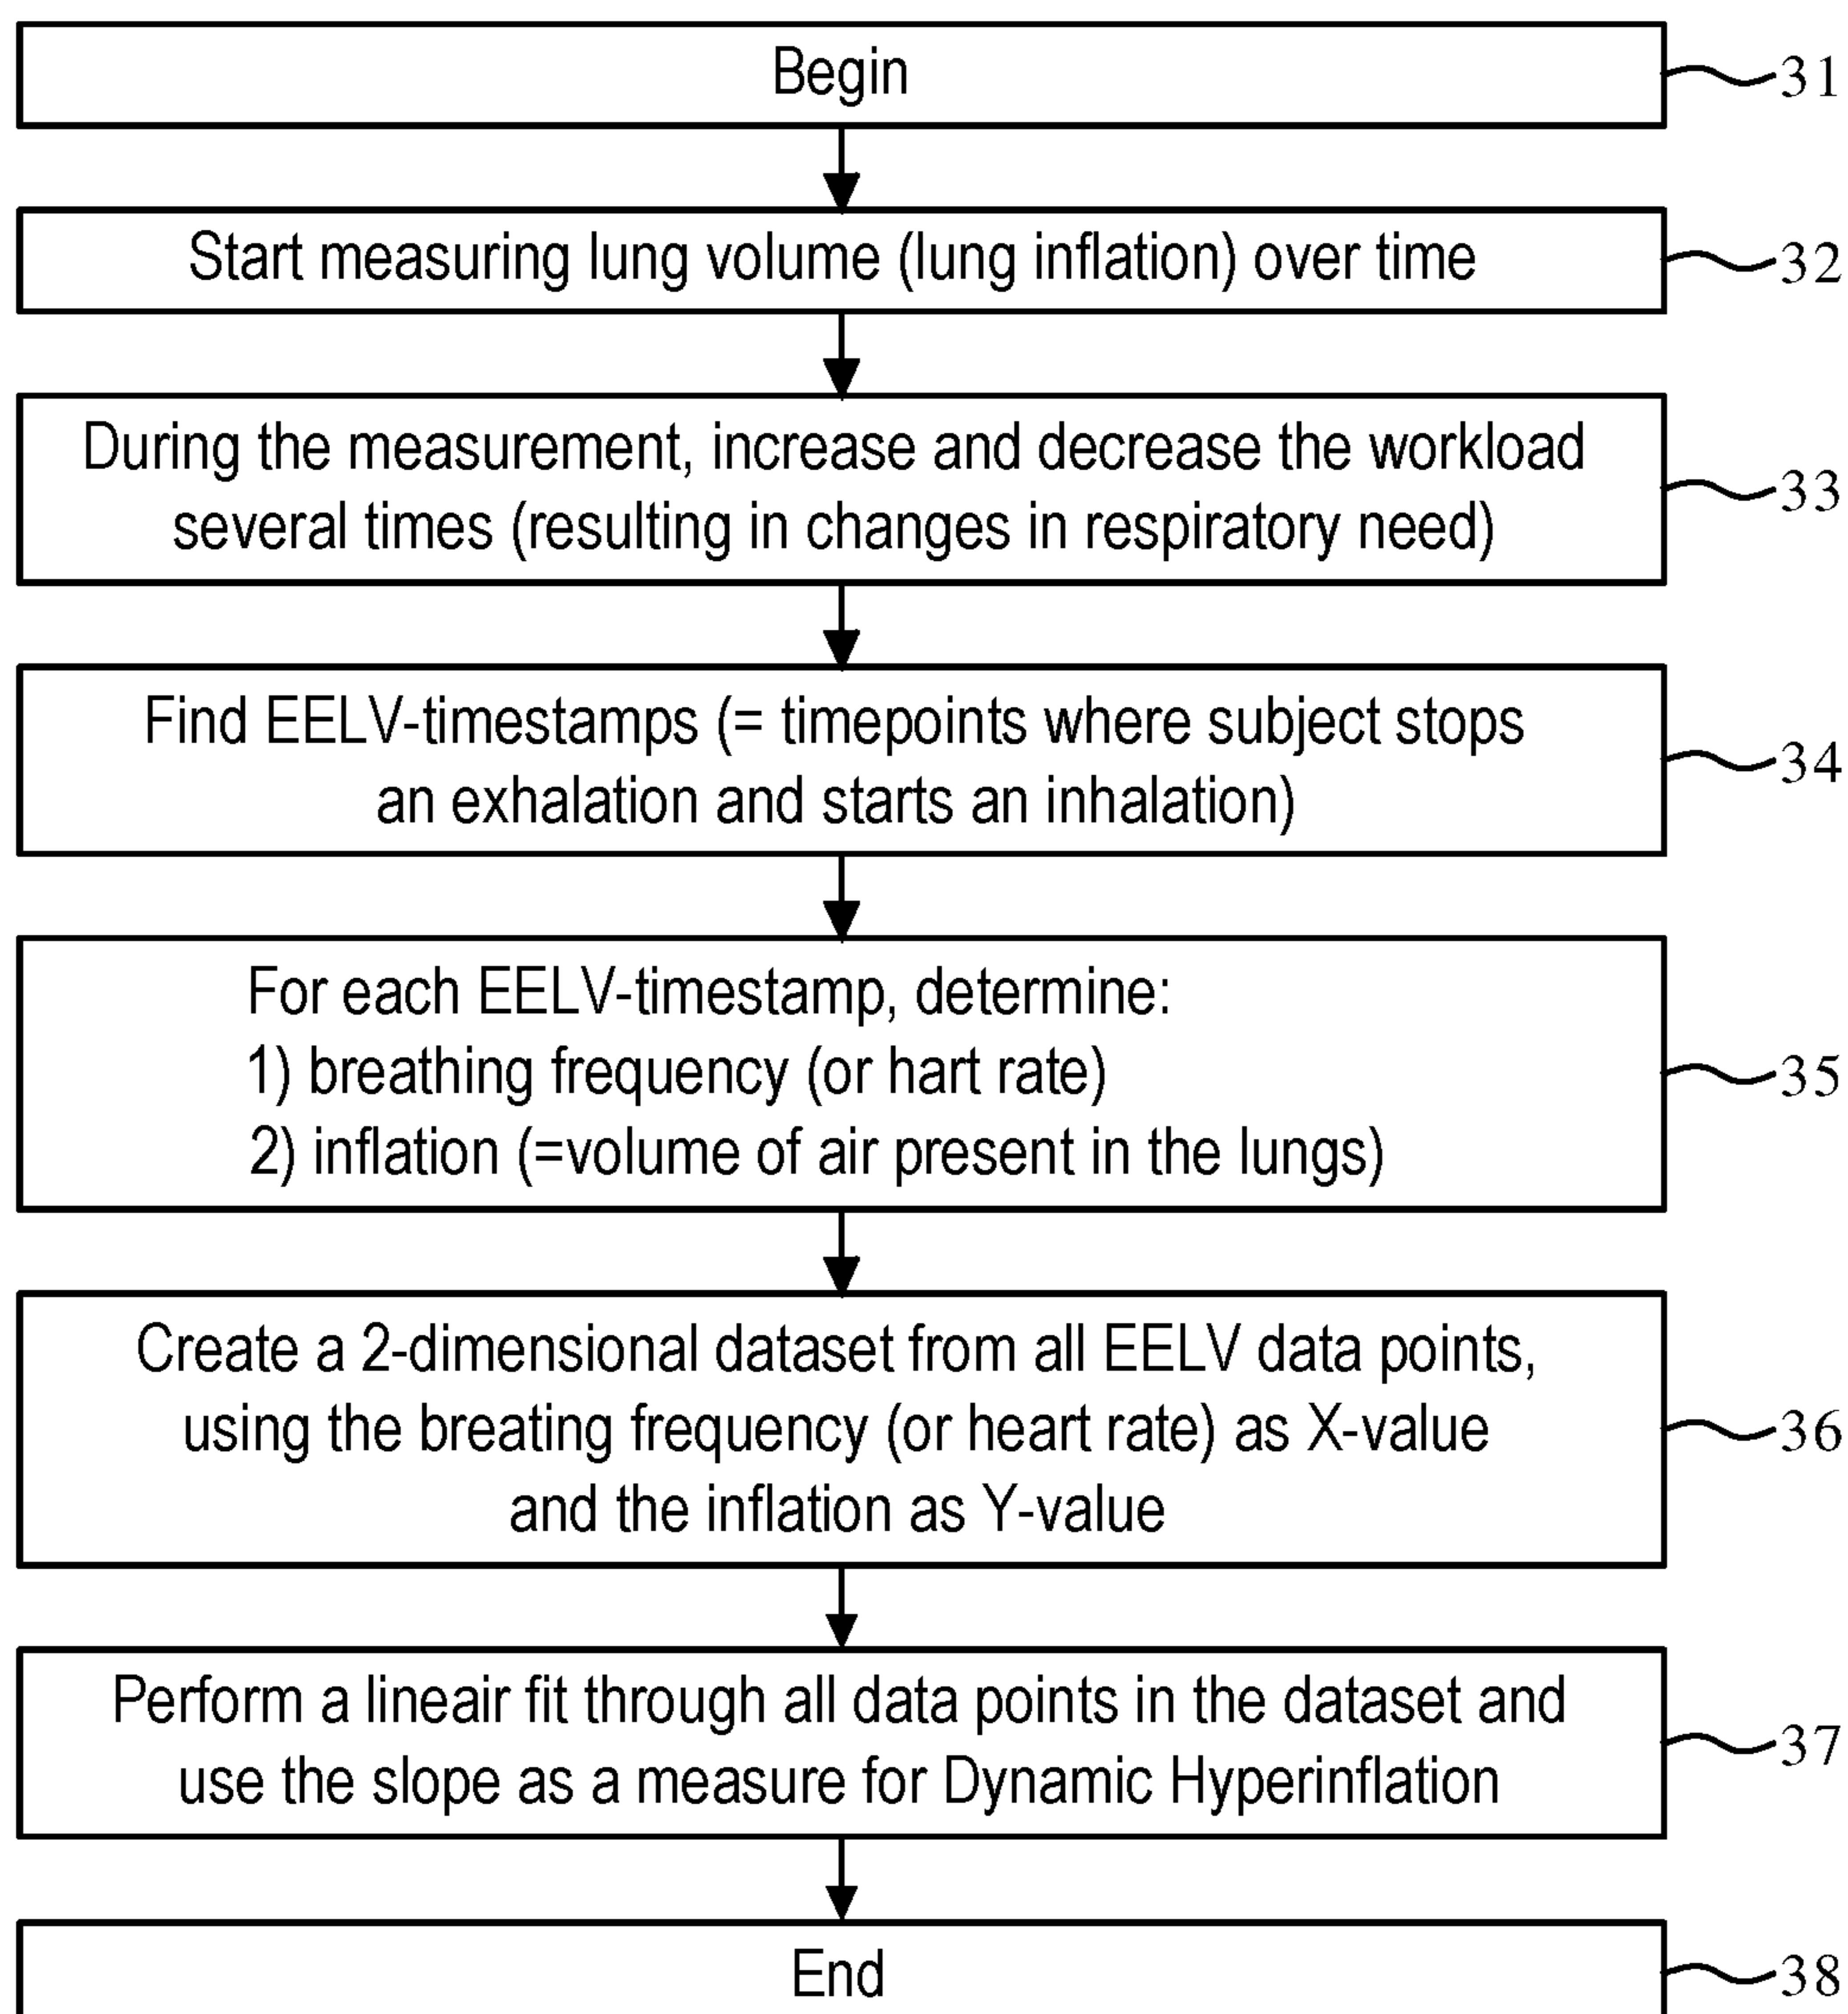 Begin
31
Start measuring lung volume (lung inflation) over time
32
During the measurement, increase and decrease the workload
several times (resulting in changes in respiratory need)
33
Find EELV-timestamps (= timepoints where subject stops
an exhalation and starts an inhalation)
34
For each EELV-timestamp, determine:
1) breathing frequency (or hart rate)
2) inflation (=volume of air present in the lungs)
35
Create a 2-dimensional dataset from all EELV data points,
using the breating frequency (or heart rate) as X-value
and the inflation as Y-value
36
Perform a lineair fit through all data points in the dataset and
use the slope as a measure for Dynamic Hyperinflation
37
End
38